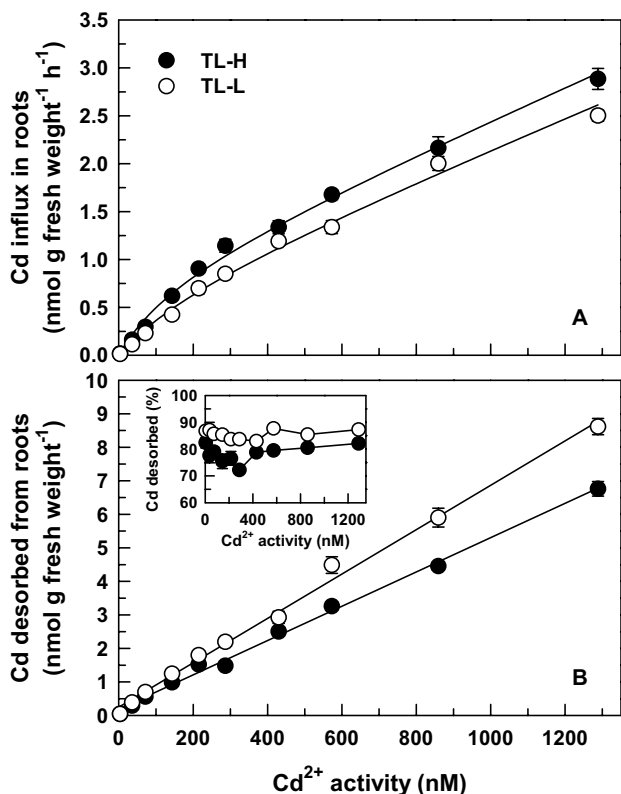 Cd influx in roots
(nmol g fresh weight⁻¹ h⁻¹)
3.5
3.0
2.5
2.0
1.5
1.0
0.5
0.0
TL-H
TL-L
A
Cd desorbed from roots
(nmol g fresh weight⁻¹)
10
9
8
7
6
5
4
3
2
1
0
Cd desorbed (%)
100
90
80
70
60
0 400 800 1200
Cd²⁺ activity (nM)
B
0 200 400 600 800 1000 1200
Cd²⁺ activity (nM)